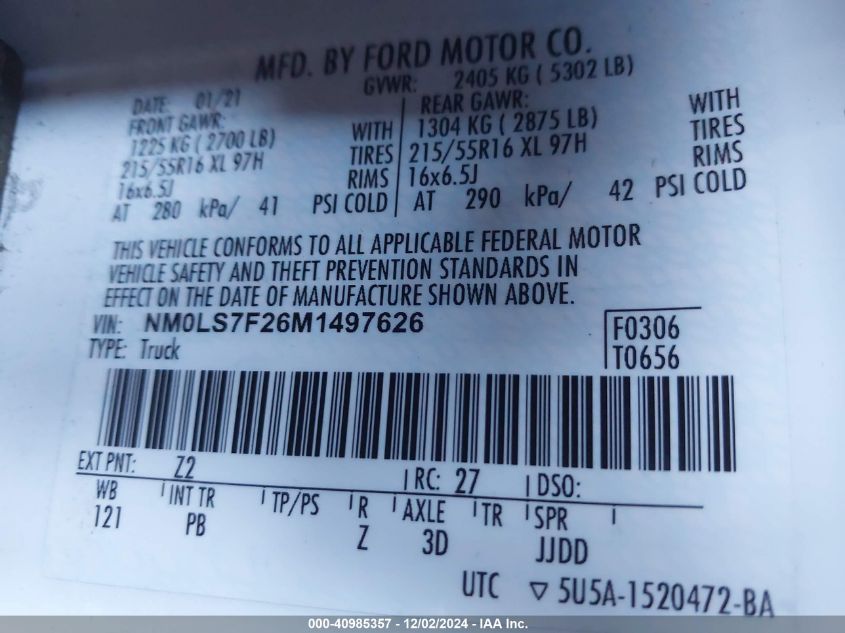 MFD. BY FORD MOTOR CO.
DATE: 01/21 GVWR: 2405 KG ( 5302 LB)
FRONT GAWR: REAR GAWR:
1225 KG ( 2700 LB) WITH 1304 KG ( 2875 LB) WITH
215/55R16 XL 97H TIRES 215/55R16 XL 97H TIRES
16x6.5J RIMS 16x6.5J RIMS
AT 280 kPa/ 41 PSI COLD AT 290 kPa/ 42 PSI COLD
THIS VEHICLE CONFORMS TO ALL APPLICABLE FEDERAL MOTOR
VEHICLE SAFETY AND THEFT PREVENTION STANDARDS IN
EFFECT ON THE DATE OF MANUFACTURE SHOWN ABOVE.
VIN: NM0LS7F26M1497626 F0306
TYPE: Truck T0656
EXT PNT: Z2 RC: 27 DSO:
WB INT TR TP/PS R AXLE TR SPR
121 PB Z 3D JJDD
UTC ▽ 5U5A-1520472-BA
000-40985357 - 12/02/2024 - IAA Inc.